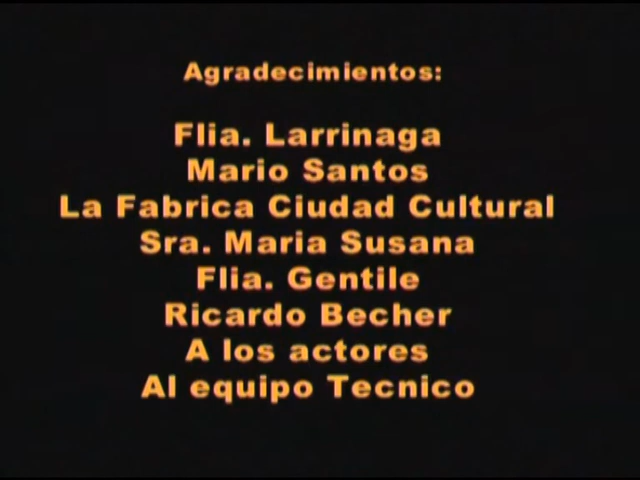 Agradecimientos:
Flia. Larrinaga
Mario Santos
La Fabrica Ciudad Cultural
Sra. Maria Susana
Flia. Gentile
Ricardo Becher
A los actores
Al equipo Tecnico